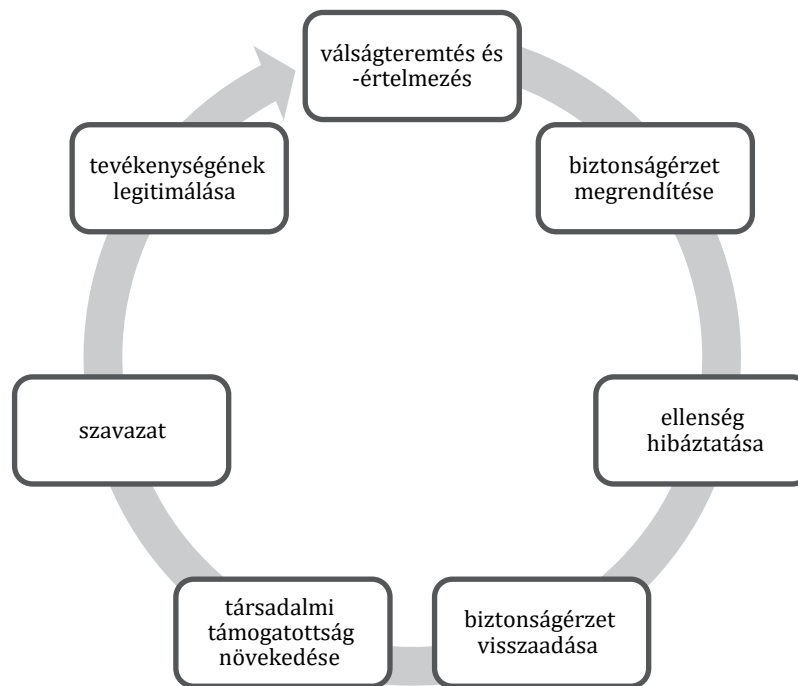 válságteremtés és
-értelmezés
biztonságérzet
megrendítése
ellenség
hibáztatása
biztonságérzet
visszaadása
társadalmi
támogatottság
növekedése
szavazat
tevékenységének
legitimálása